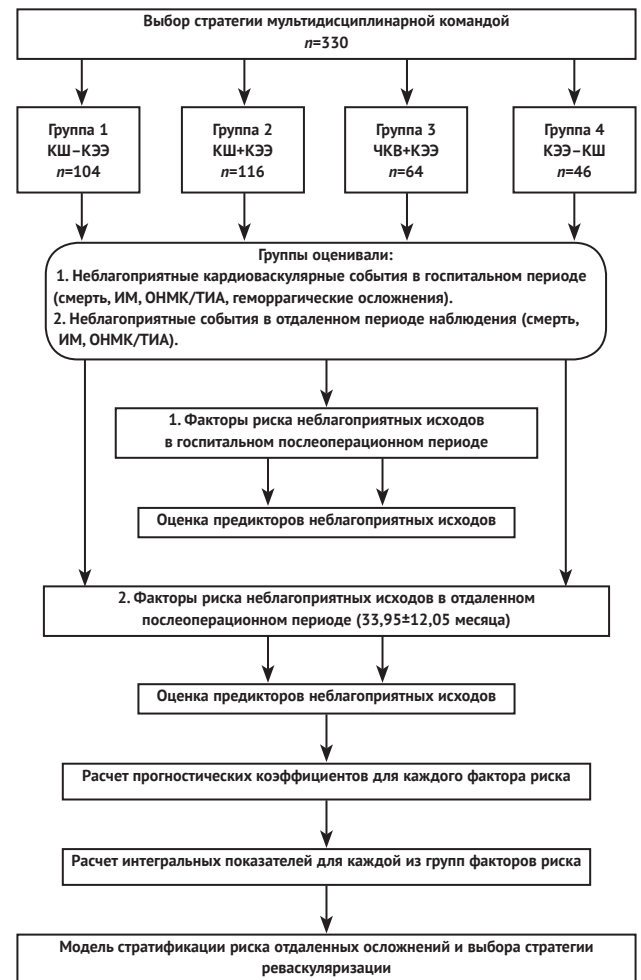 Выбор стратегии мультидисциплинарной командой
n=330
Группа 1
КШ–КЭЭ
n=104
Группа 2
КШ+КЭЭ
n=116
Группа 3
ЧКВ+КЭЭ
n=64
Группа 4
КЭЭ–КШ
n=46
Группы оценивали:
1. Неблагоприятные кардиоваскулярные события в госпитальном периоде
(смерть, ИМ, ОНМК/ТИА, геморрагические осложнения).
2. Неблагоприятные события в отдаленном периоде наблюдения (смерть,
ИМ, ОНМК/ТИА).
1. Факторы риска неблагоприятных исходов
в госпитальном послеоперационном периоде
Оценка предикторов неблагоприятных исходов
2. Факторы риска неблагоприятных исходов в отдаленном
послеоперационном периоде (33,95±12,05 месяца)
Оценка предикторов неблагоприятных исходов
Расчет прогностических коэффициентов для каждого фактора риска
Расчет интегральных показателей для каждой из групп факторов риска
Модель стратификации риска отдаленных осложнений и выбора стратегии
реваскуляризации